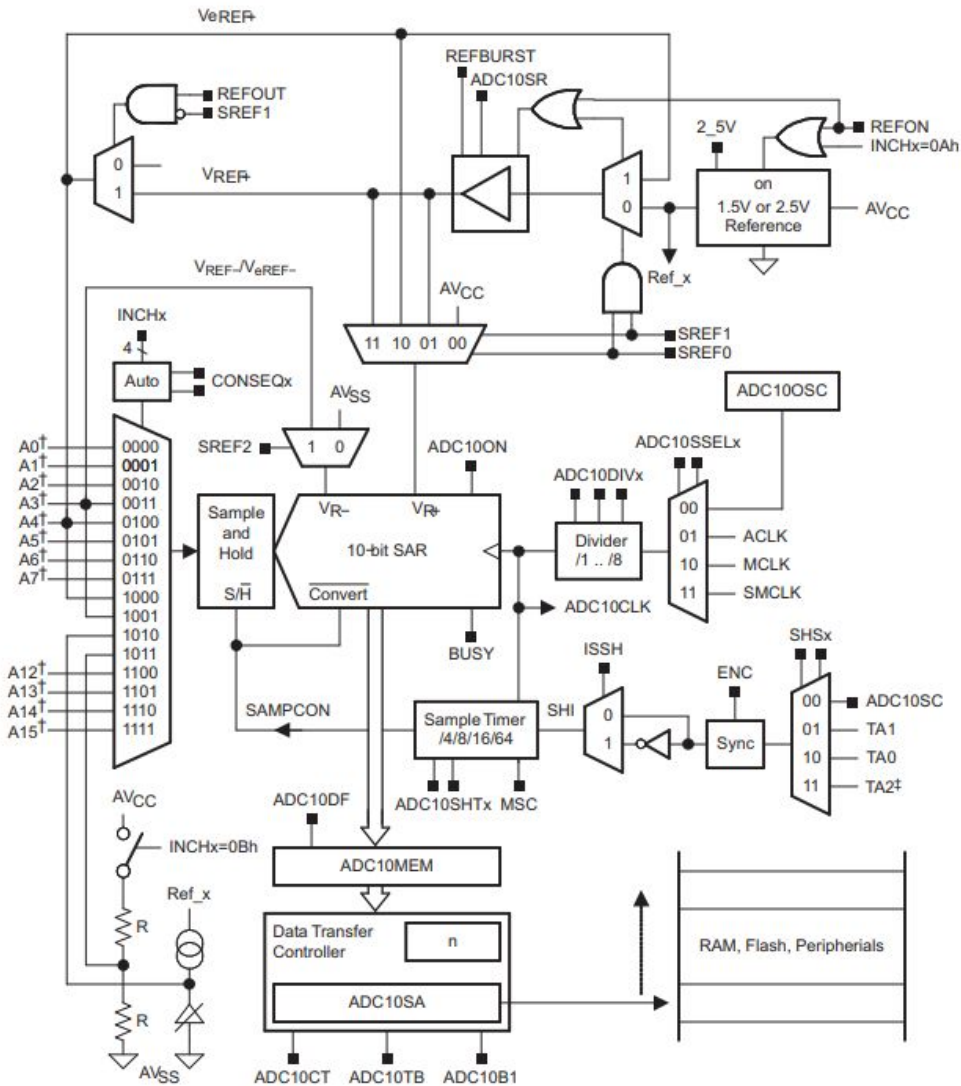 VeREF+
REFBURST
ADC10SR
REFOUT
SREF1
2_5V
REFON
INCHx=0Ah
0
1
VREF+
1
0
on
1.5V or 2.5V
Reference
AVCC
Ref_x
VREF–/VeREF–
AVCC
INCHx
4
11 10 01 00
SREF1
SREF0
Auto
CONSEQx
AVSS
ADC10OSC
SREF2
1 0
ADC10ON
ADC10SSELx
A0† 0000
A1† 0001
A2† 0010
A3† 0011
A4† 0100
A5† 0101
A6† 0110
A7† 0111
1000
1001
1010
1011
A12† 1100
A13† 1101
A14† 1110
A15† 1111
Sample
and
Hold
S/H
VR–
VR+
10-bit SAR
Convert
ADC10DIVx
Divider
/1 .. /8
00
01 ACLK
10 MCLK
11 SMCLK
ADC10CLK
BUSY
ISSH
SHSx
ENC
SAMPCON
Sample Timer
/4/8/16/64
SHI
0
1
Sync
00 ADC10SC
01 TA1
10 TA0
11 TA2‡
ADC10SHTx
MSC
ADC10DF
AVCC
INCHx=0Bh
ADC10MEM
Ref_x
R
Data Transfer
Controller
n
RAM, Flash, Peripherials
ADC10SA
R
AVSS
ADC10CT
ADC10TB
ADC10B1